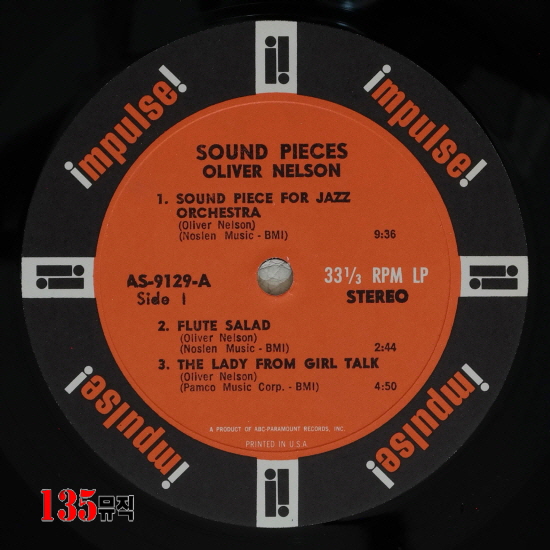 impulse!
impulse!
SOUND PIECES
OLIVER NELSON
1. SOUND PIECE FOR JAZZ
ORCHESTRA
(Oliver Nelson)
(Noslen Music - BMI) 9:36
AS-9129-A 33 1/3 RPM LP
Side 1 STEREO
2. FLUTE SALAD
(Oliver Nelson)
(Noslen Music - BMI) 2:44
3. THE LADY FROM GIRL TALK
(Oliver Nelson)
(Pamco Music Corp. - BMI) 4:50
A PRODUCT OF ABC-PARAMOUNT RECORDS, INC.
PRINTED IN U.S.A.
impulse!
impulse!
135뮤직